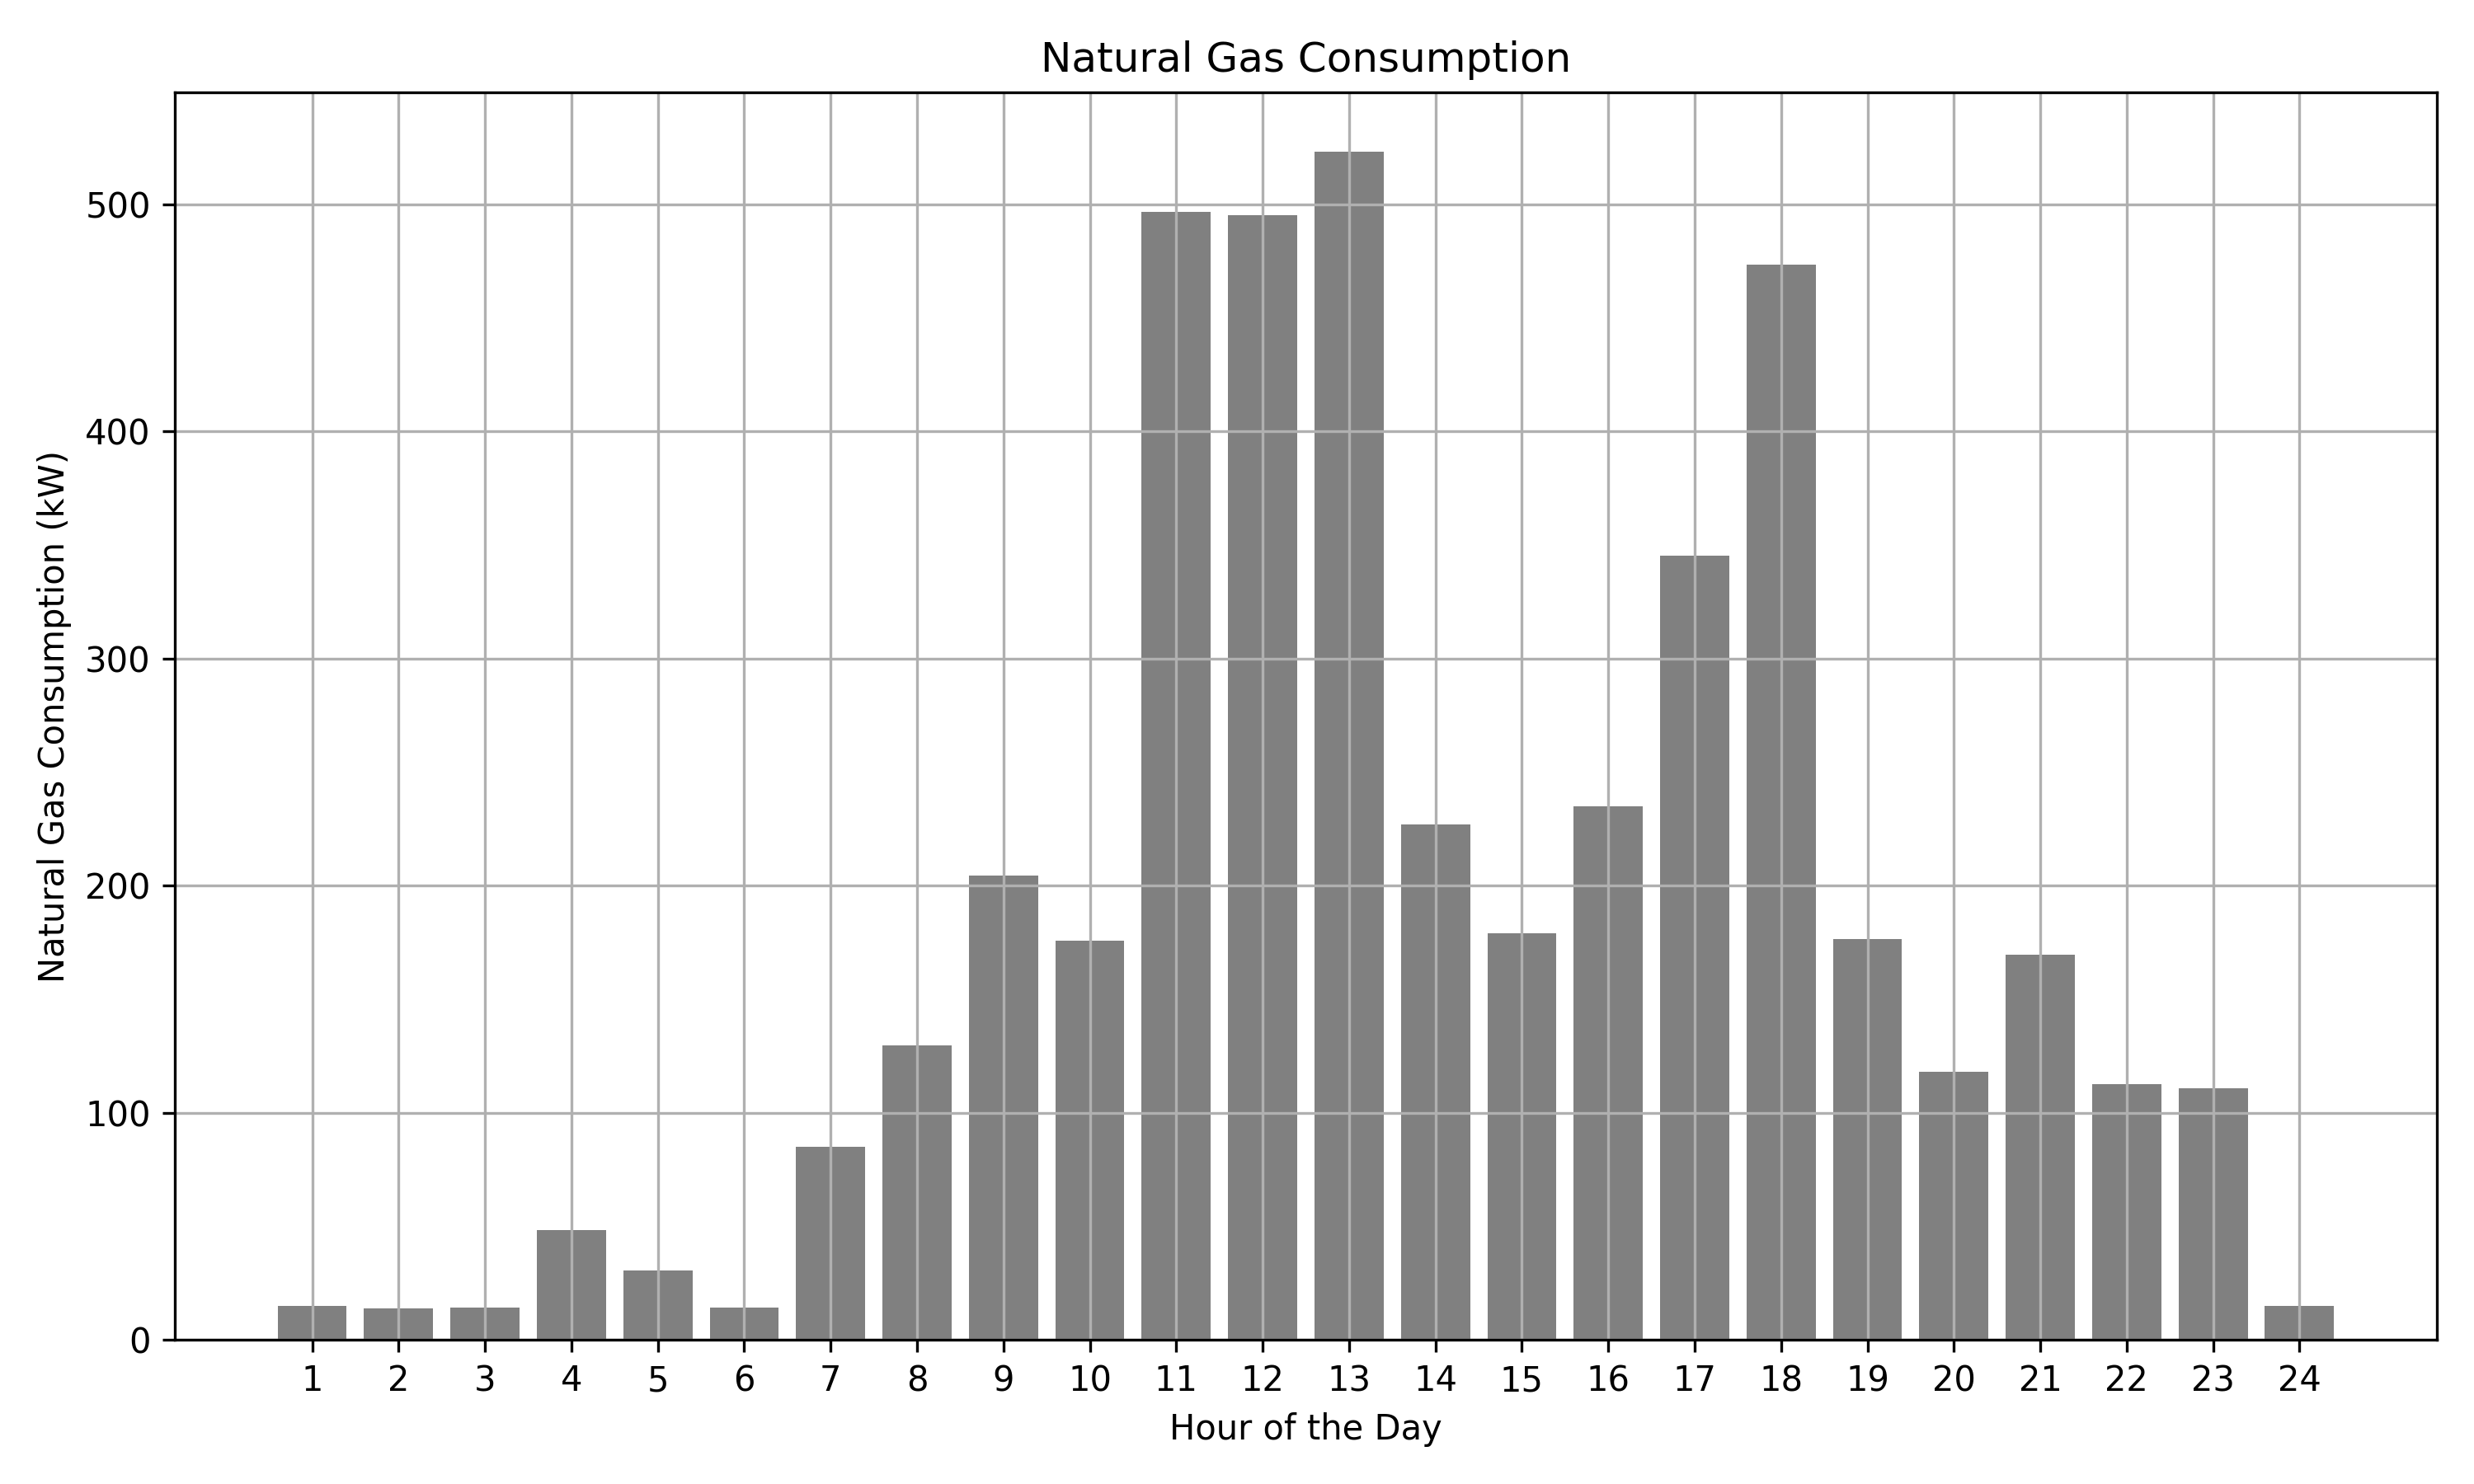 Natural Gas Consumption
Natural Gas Consumption (kW)
500
400
300
200
100
0
1 2 3 4 5 6 7 8 9 10 11 12 13 14 15 16 17 18 19 20 21 22 23 24
Hour of the Day